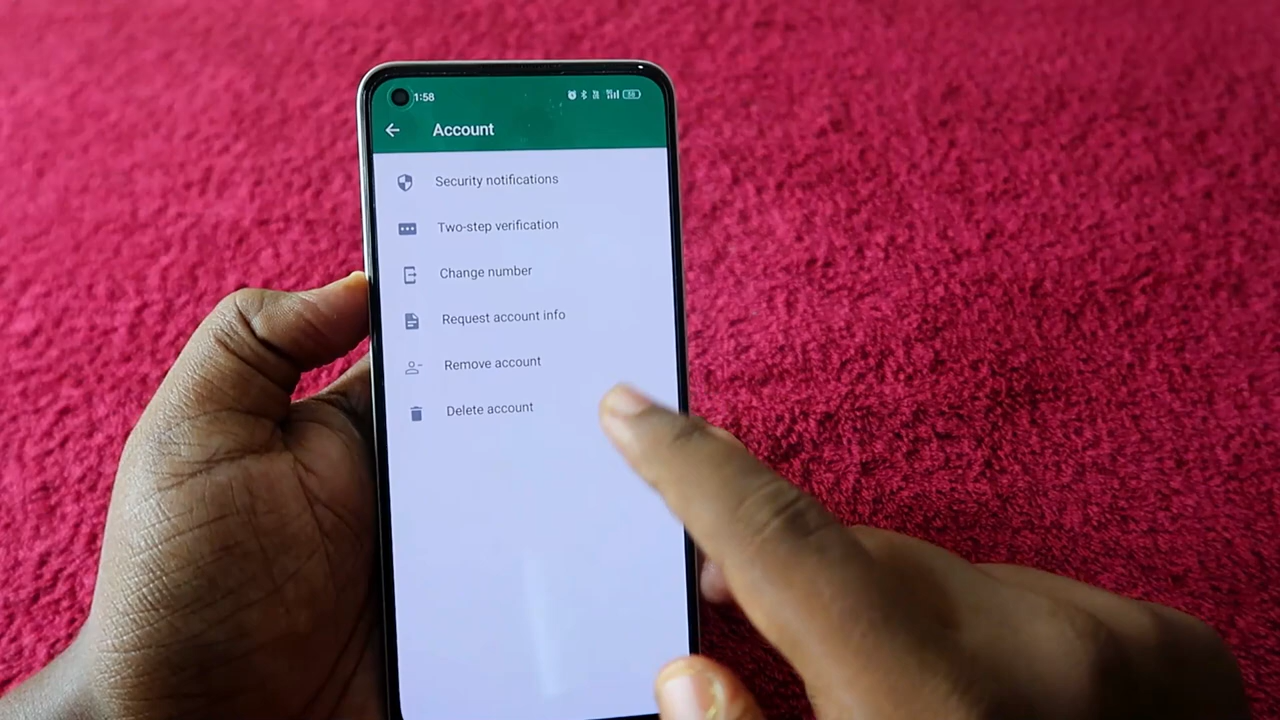 1:58
Account
Security notifications
Two-step verification
Change number
Request account info
Remove account
Delete account